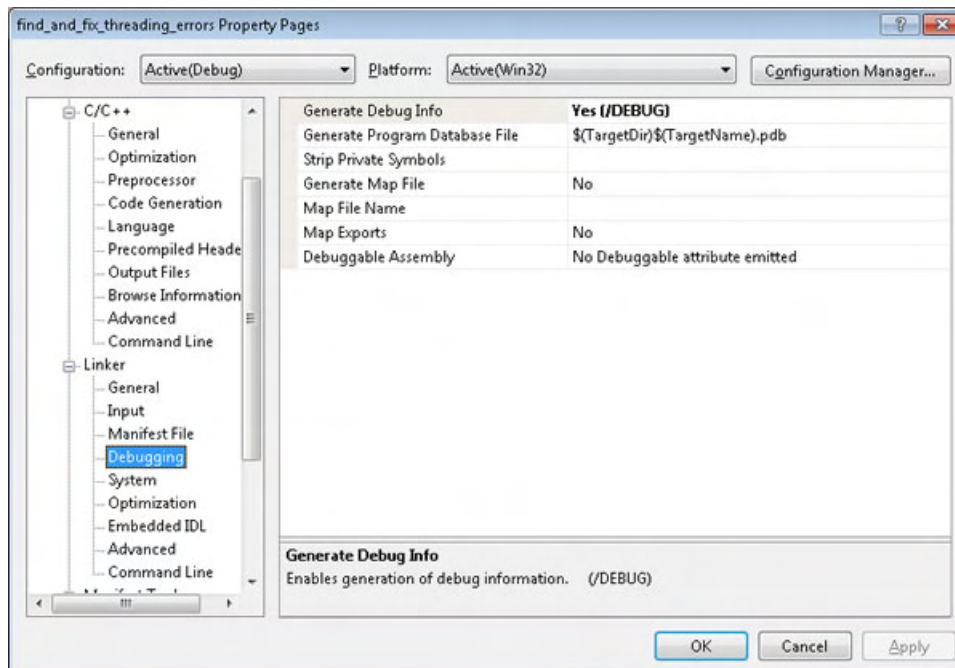 find_and_fix_threading_errors Property Pages
Configuration: Active(Debug) Platform: Active(Win32) Configuration Manager...
C/C++
General
Optimization
Preprocessor
Code Generation
Language
Precompiled Heade
Output Files
Browse Information
Advanced
Command Line
Linker
General
Input
Manifest File
Debugging
System
Optimization
Embedded IDL
Advanced
Command Line
Generate Debug Info Yes (/DEBUG)
Generate Program Database File $(TargetDir)$(TargetName).pdb
Strip Private Symbols
Generate Map File No
Map File Name
Map Exports No
Debuggable Assembly No Debuggable attribute emitted
Generate Debug Info
Enables generation of debug information. (/DEBUG)
OK Cancel Apply